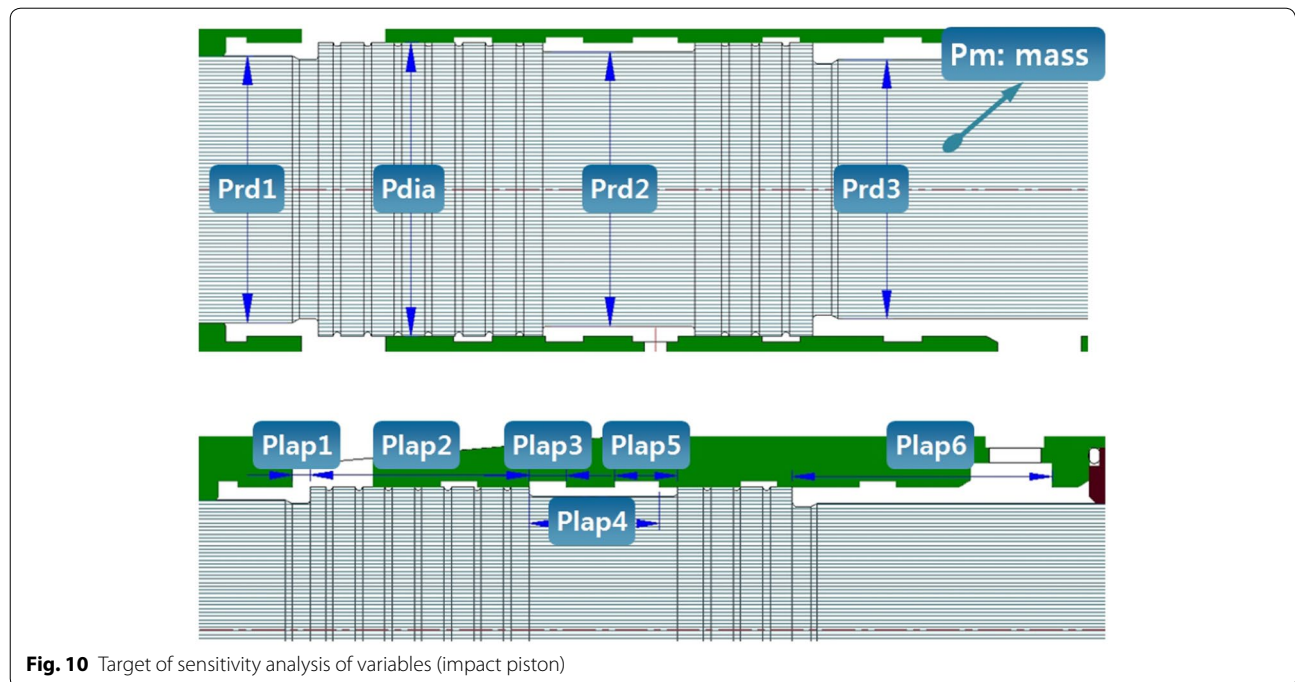 Pm: mass
Prd1
Pdia
Prd2
Prd3
Plap1
Plap2
Plap3
Plap5
Plap6
Plap4
Fig. 10 Target of sensitivity analysis of variables (impact piston)